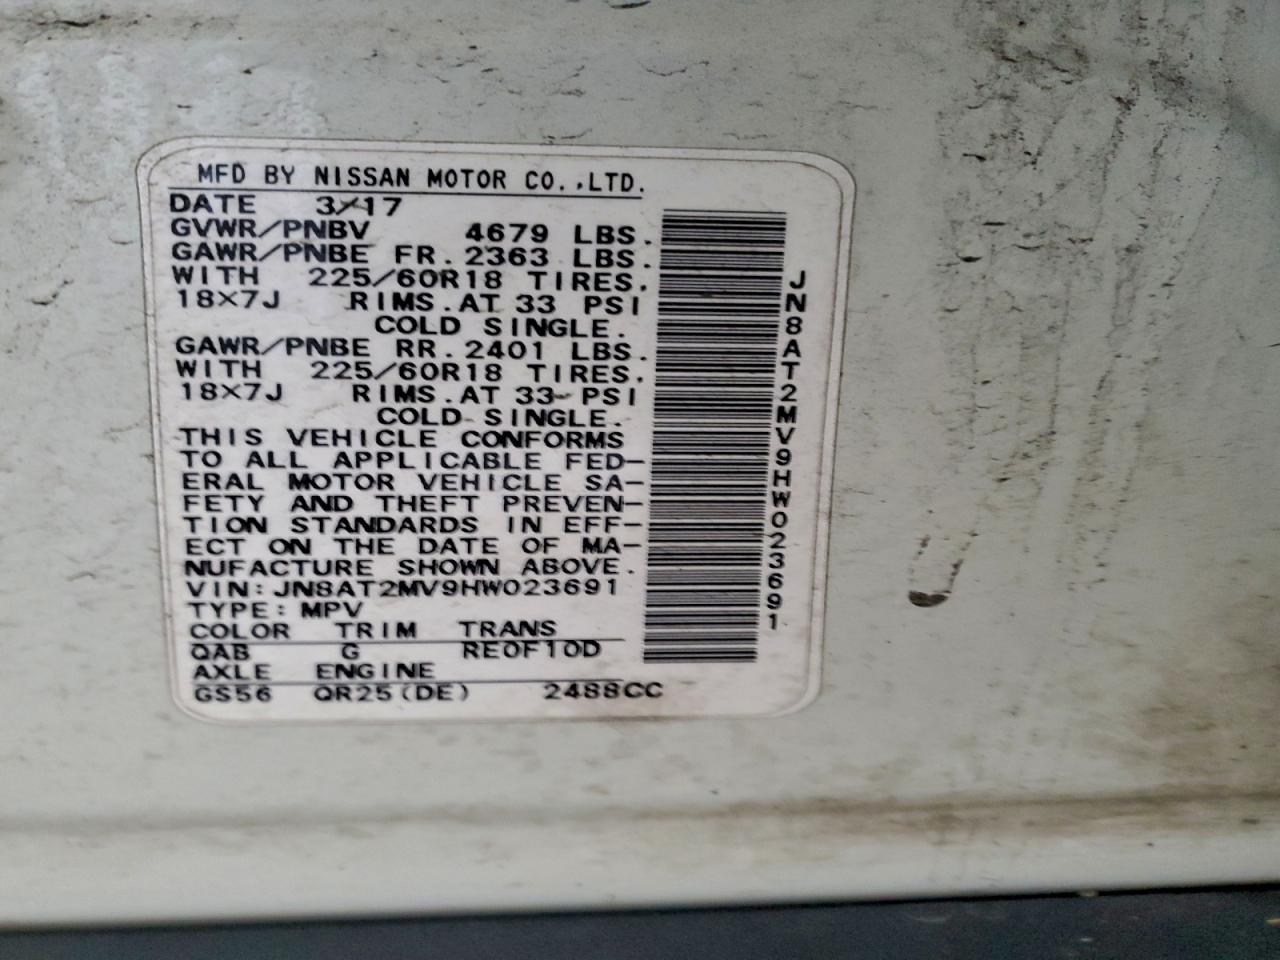 MFD BY NISSAN MOTOR CO.,LTD.
DATE 3/17
GVWR/PNBV 4679 LBS.
GAWR/PNBE FR. 2363 LBS.
WITH 225/60R18 TIRES.
18×7J RIMS.AT 33 PSI
COLD SINGLE.
GAWR/PNBE RR. 2401 LBS.
WITH 225/60R18 TIRES.
18×7J RIMS.AT 33 PSI
COLD SINGLE.
THIS VEHICLE CONFORMS
TO ALL APPLICABLE FED-
ERAL MOTOR VEHICLE SA-
FETY AND THEFT PREVEN-
TION STANDARDS IN EFF-
ECT ON THE DATE OF MA-
NUFACTURE SHOWN ABOVE.
VIN: JN8AT2MV9HW023691
TYPE: MPV
COLOR TRIM TRANS
QAB G RE0F10D
AXLE ENGINE
GS56 QR25(DE) 2488CC
JN8AT2MV9HW023691